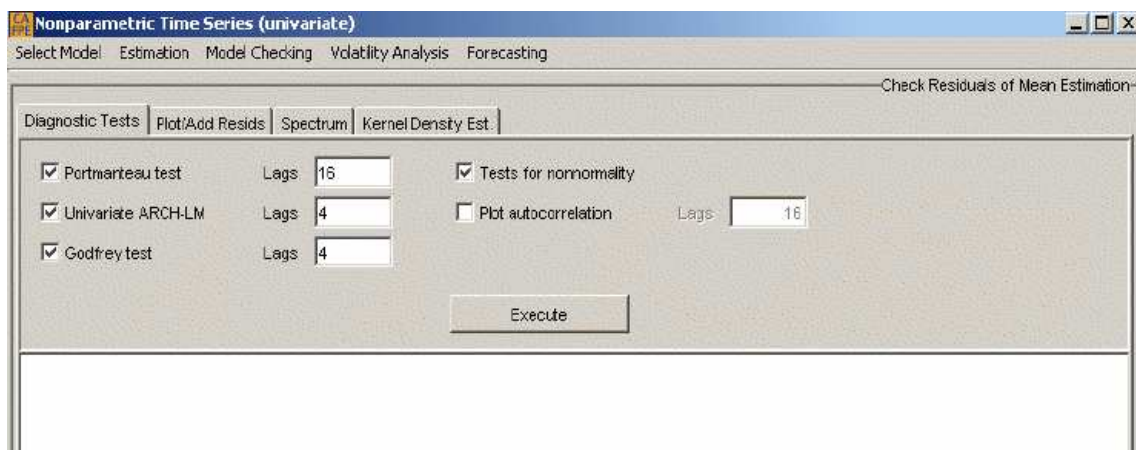 CA
FPE
Nonparametric Time Series (univariate)
Select Model Estimation Model Checking Volatility Analysis Forecasting
Check Residuals of Mean Estimation
Diagnostic Tests Plot/Add Resids Spectrum Kernel Density Est.
Portmanteau test Lags 16 Tests for nonnormality
Univariate ARCH-LM Lags 4 Plot autocorrelation Lags 16
Godfrey test Lags 4
Execute